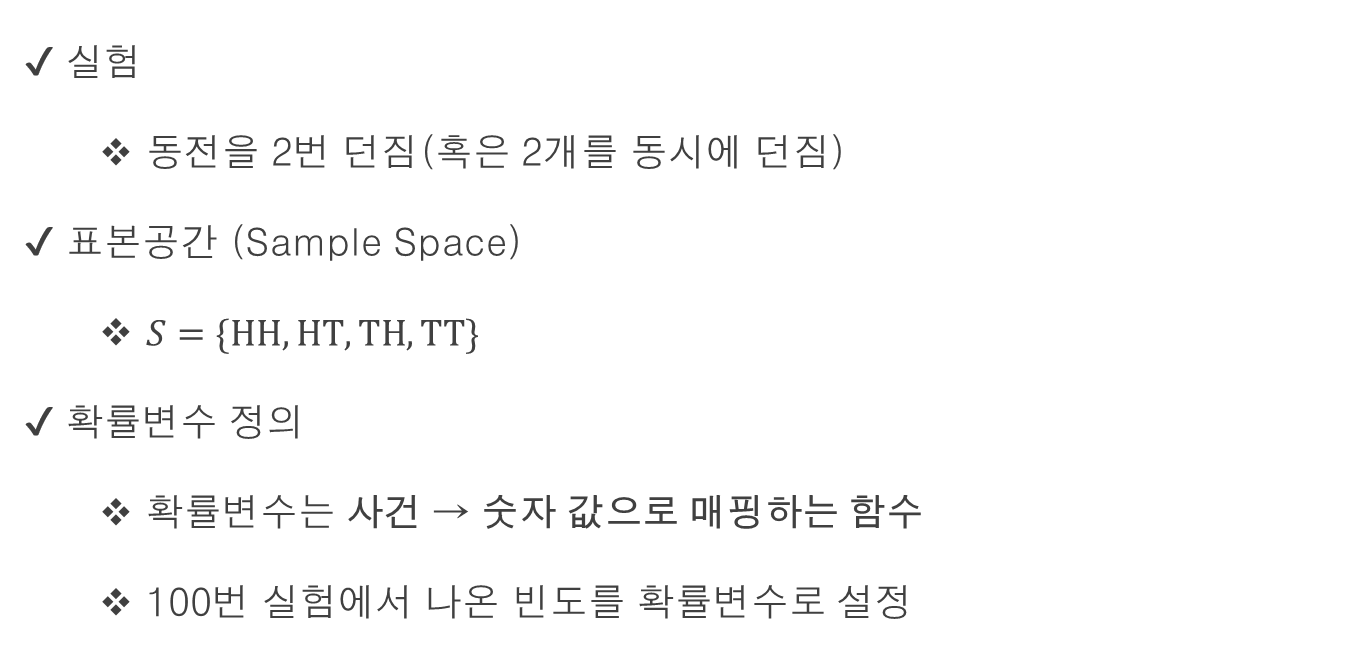 ✓ 실험
❖ 동전을 2번 던짐(혹은 2개를 동시에 던짐)
✓ 표본공간 (Sample Space)
❖ S = {HH, HT, TH, TT}
✓ 확률변수 정의
❖ 확률변수는 사건 → 숫자 값으로 매핑하는 함수
❖ 100번 실험에서 나온 빈도를 확률변수로 설정